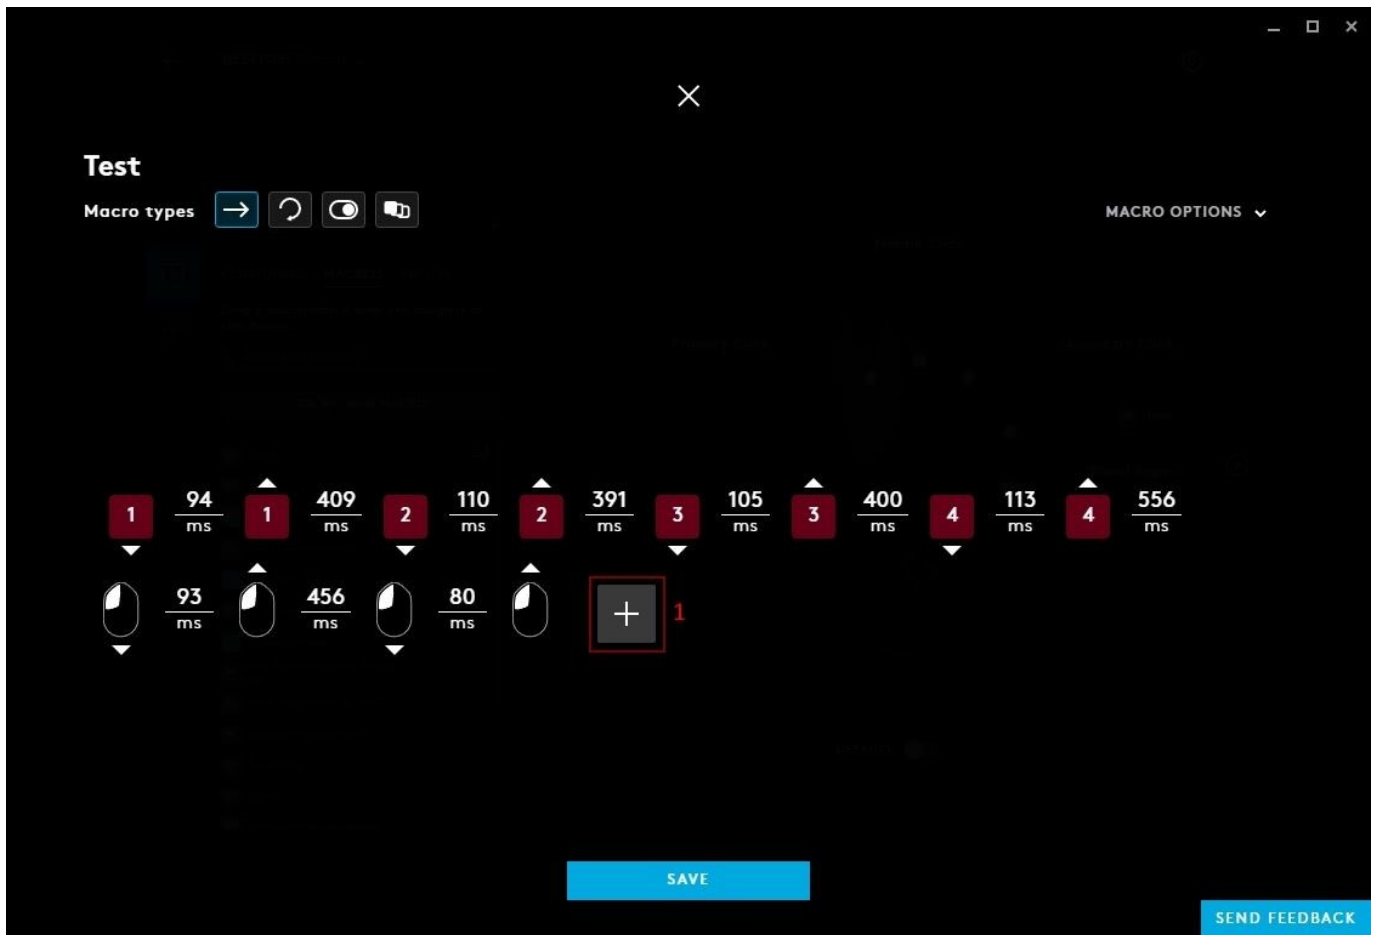 Test
Macro types
MACRO OPTIONS
94 409 110 391 105 400 113 556
1 ms 1 ms 2 ms 2 ms 3 ms 3 ms 4 ms 4 ms
93 456 80
ms ms ms + 1
SAVE
SEND FEEDBACK